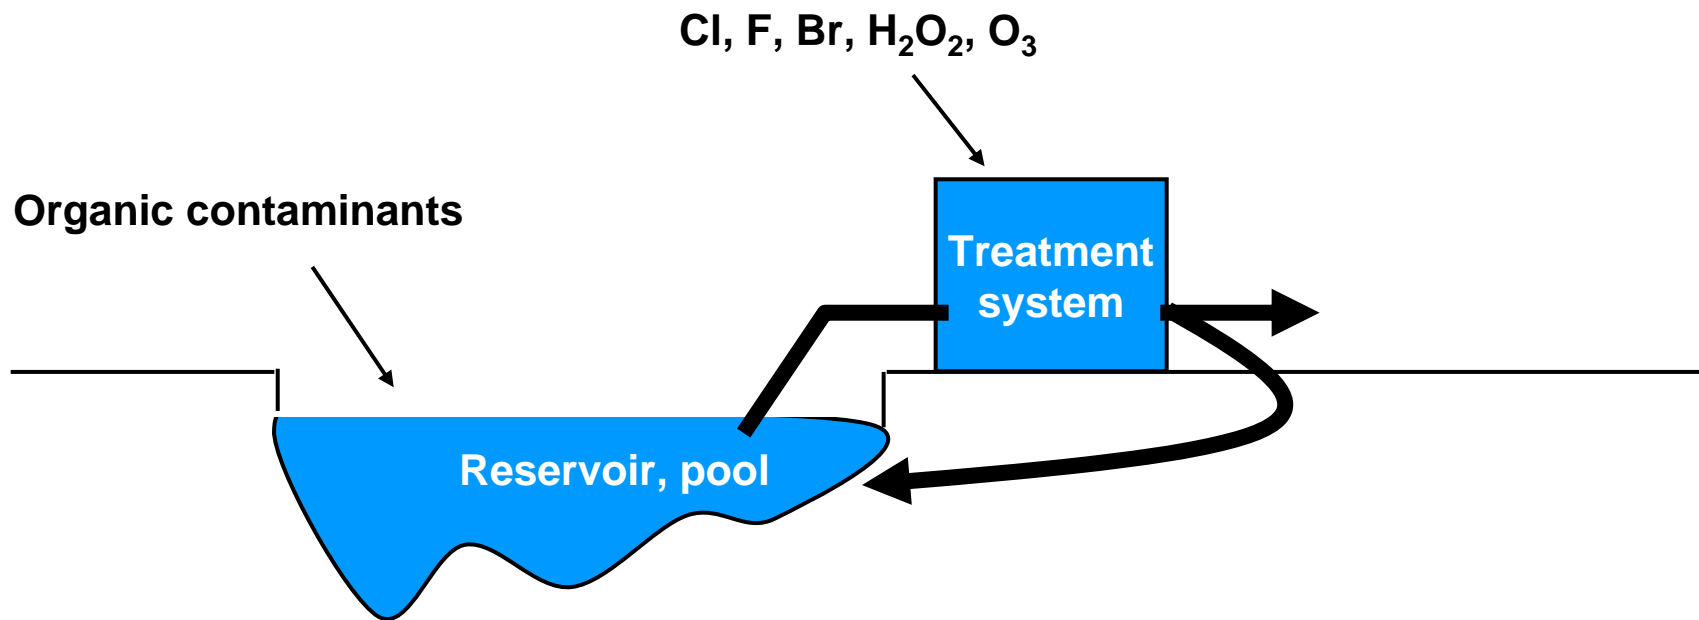 Cl, F, Br, H₂O₂, O₃
Organic contaminants
Treatment
system
Reservoir, pool